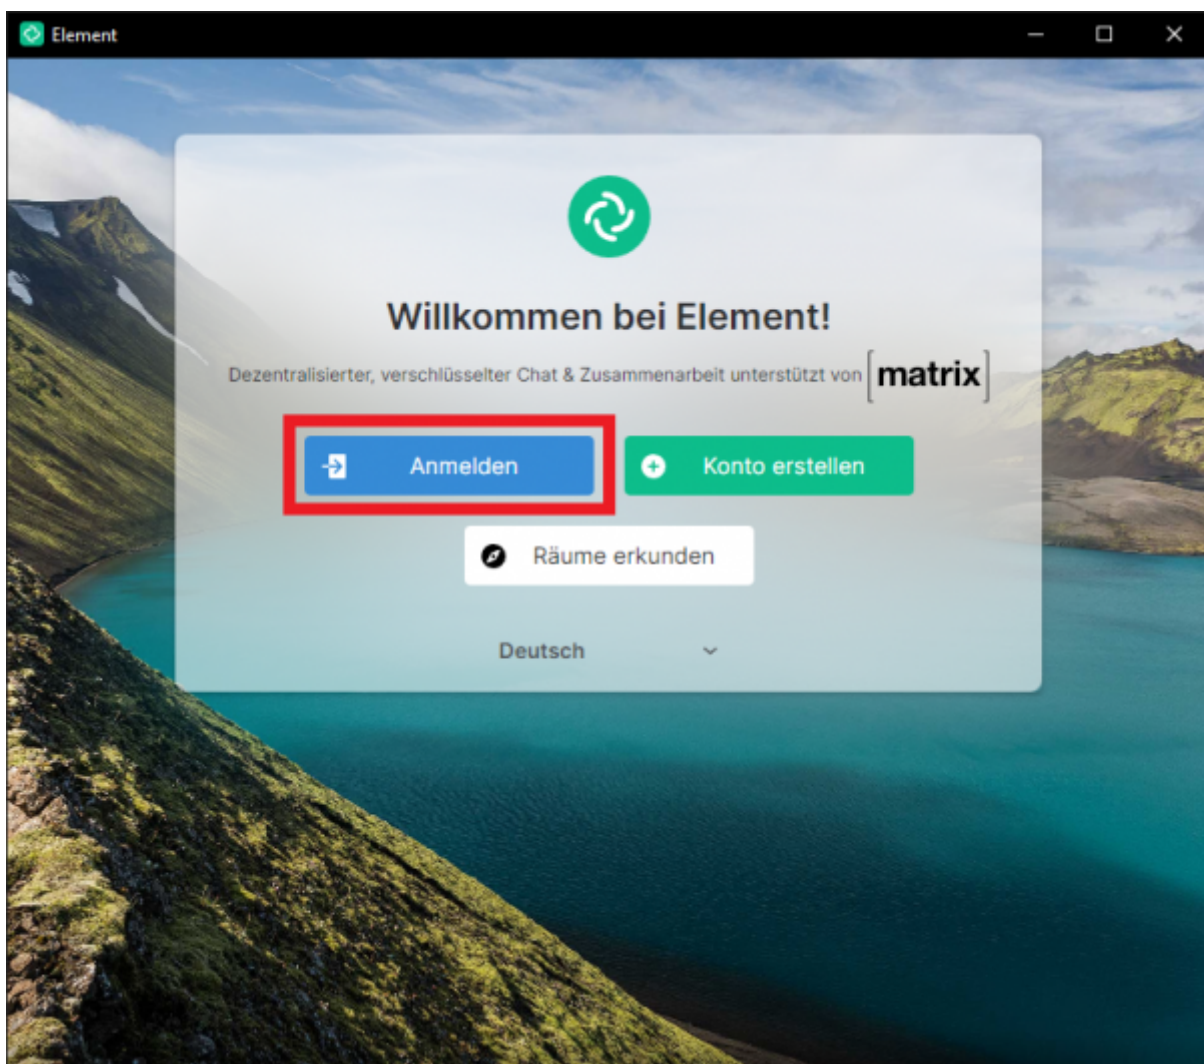 Element
Willkommen bei Element!
Dezentralisierter, verschlüsselter Chat & Zusammenarbeit unterstützt von [matrix]
Anmelden
Konto erstellen
Räume erkunden
Deutsch